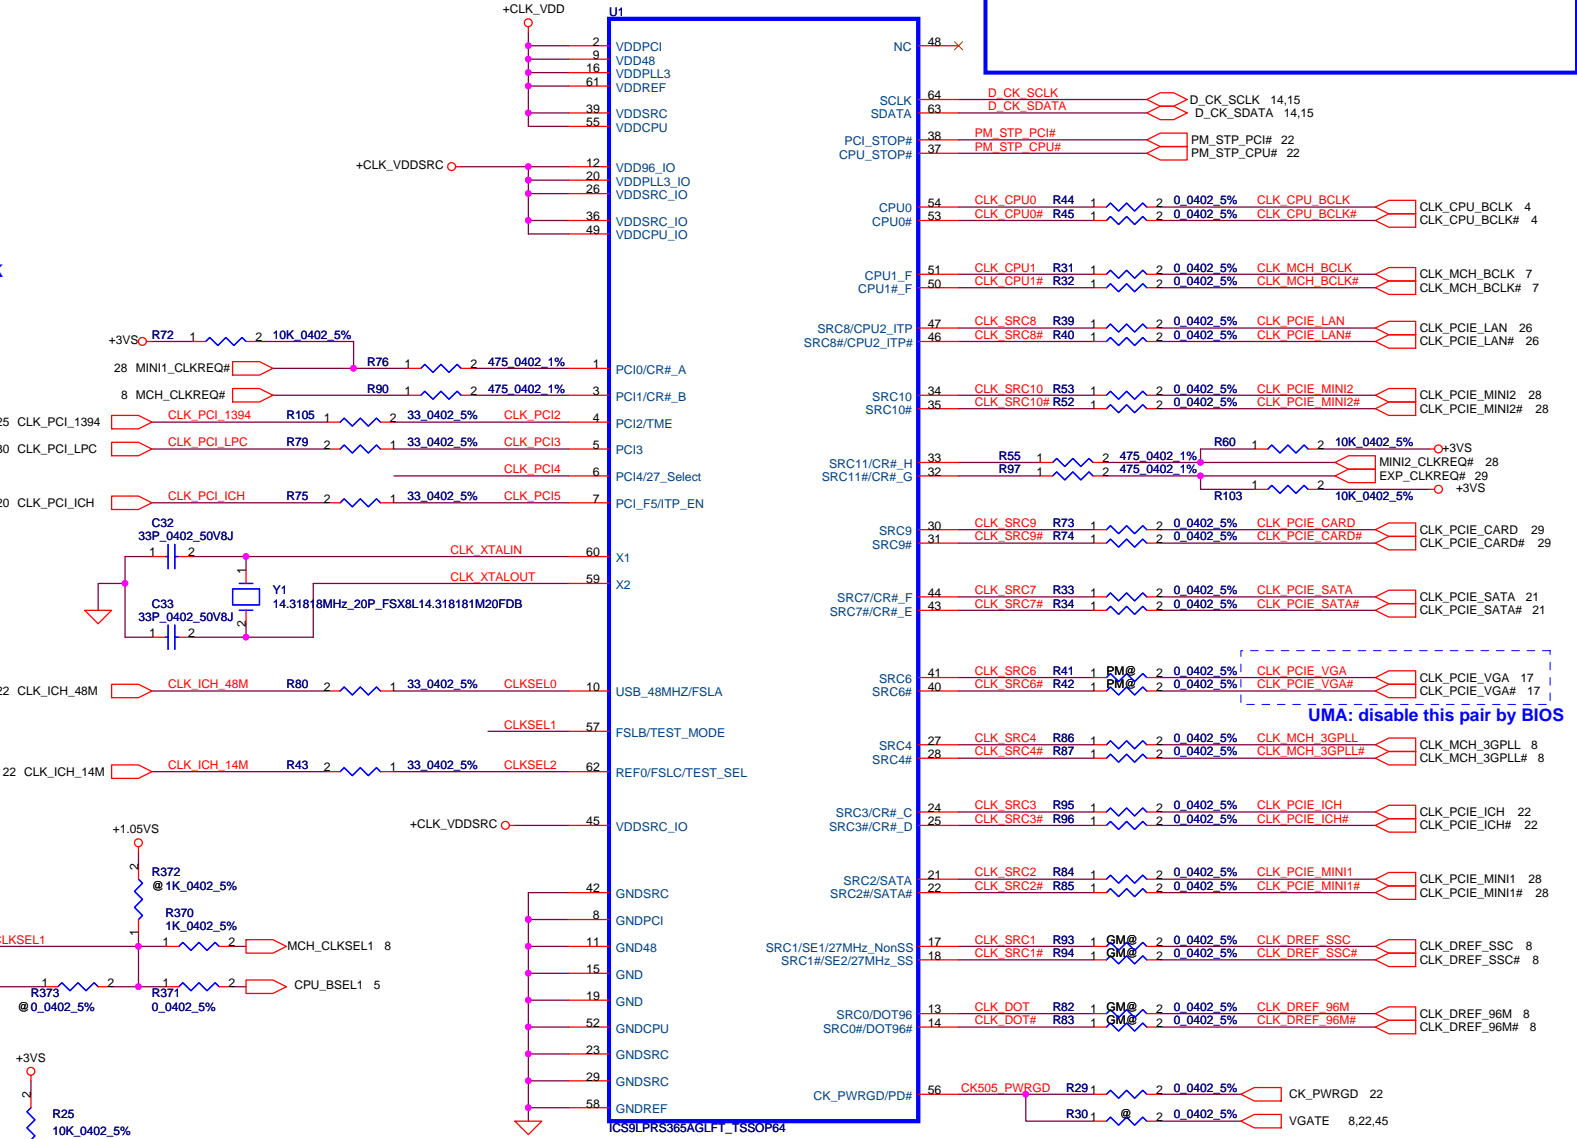 +CLK_VDD
U1
2 VDDPCI
9 VDD48
16 VDDPLL3
61 VDDREF
39 VDDSRC
55 VDDCPU
+CLK_VDDSRC
12 VDD96_IO
20 VDDPLL3_IO
26 VDDSRC_IO
36 VDDSRC_IO
49 VDDCPU_IO
+3VS R72 1 2 10K_0402_5%
28 MINI1_CLKREQ# R76 1 2 475_0402_1% 1 PCI0/CR#_A
8 MCH_CLKREQ# R90 1 2 475_0402_1% 3 PCI1/CR#_B
25 CLK_PCI_1394 CLK_PCI_1394 R105 1 2 33_0402_5% CLK_PCI2 4 PCI2/TME
30 CLK_PCI_LPC CLK_PCI_LPC R79 2 1 33_0402_5% CLK_PCI3 5 PCI3
CLK_PCI4 6 PCI4/27_Select
20 CLK_PCI_ICH CLK_PCI_ICH R75 2 1 33_0402_5% CLK_PCI5 7 PCI_F5/ITP_EN
C32
33P_0402_50V8J
1 2 CLK_XTALIN 60 X1
CLK_XTALOUT 59 X2
1 Y1
14.31818MHz_20P_FSX8L14.318181M20FDB
2
C33
33P_0402_50V8J
1 2
22 CLK_ICH_48M CLK_ICH_48M R80 2 1 33_0402_5% CLKSEL0 10 USB_48MHZ/FSLA
CLKSEL1 57 FSLB/TEST_MODE
22 CLK_ICH_14M CLK_ICH_14M R43 2 1 33_0402_5% CLKSEL2 62 REF0/FSLC/TEST_SEL
+CLK_VDDSRC 45 VDDSRC_IO
+1.05VS
2
R372
@ 1K_0402_5%
1
R370
1K_0402_5%
CLKSEL1 1 2 MCH_CLKSEL1 8
1 2 1 2 CPU_BSEL1 5
R373 R371
@ 0_0402_5% 0_0402_5%
+3VS
2
R25
10K_0402_5%
42 GNDSRC
8 GNDPCI
11 GND48
15 GND
19 GND
52 GNDCPU
23 GNDSRC
29 GNDSRC
58 GNDREF
ICS9LPRS365AGLFT_TSSOP64
NC 48
SCLK 64 D_CK_SCLK D_CK_SCLK 14,15
SDATA 63 D_CK_SDATA D_CK_SDATA 14,15
PCI_STOP# 38 PM_STP_PCI# PM_STP_PCI# 22
CPU_STOP# 37 PM_STP_CPU# PM_STP_CPU# 22
CPU0 54 CLK_CPU0 R44 1 2 0_0402_5% CLK_CPU_BCLK CLK_CPU_BCLK 4
CPU0# 53 CLK_CPU0# R45 1 2 0_0402_5% CLK_CPU_BCLK# CLK_CPU_BCLK# 4
CPU1_F 51 CLK_CPU1 R31 1 2 0_0402_5% CLK_MCH_BCLK CLK_MCH_BCLK 7
CPU1#_F 50 CLK_CPU1# R32 1 2 0_0402_5% CLK_MCH_BCLK# CLK_MCH_BCLK# 7
SRC8/CPU2_ITP 47 CLK_SRC8 R39 1 2 0_0402_5% CLK_PCIE_LAN CLK_PCIE_LAN 26
SRC8#/CPU2_ITP# 46 CLK_SRC8# R40 1 2 0_0402_5% CLK_PCIE_LAN# CLK_PCIE_LAN# 26
SRC10 34 CLK_SRC10 R53 1 2 0_0402_5% CLK_PCIE_MINI2 CLK_PCIE_MINI2 28
SRC10# 35 CLK_SRC10# R52 1 2 0_0402_5% CLK_PCIE_MINI2# CLK_PCIE_MINI2# 28
R60 1 2 10K_0402_5% +3VS
SRC11/CR#_H 33 R55 1 2 475_0402_1% MINI2_CLKREQ# 28
SRC11#/CR#_G 32 R97 1 2 475_0402_1% EXP_CLKREQ# 29
R103 1 2 10K_0402_5% +3VS
SRC9 30 CLK_SRC9 R73 1 2 0_0402_5% CLK_PCIE_CARD CLK_PCIE_CARD 29
SRC9# 31 CLK_SRC9# R74 1 2 0_0402_5% CLK_PCIE_CARD# CLK_PCIE_CARD# 29
SRC7/CR#_F 44 CLK_SRC7 R33 1 2 0_0402_5% CLK_PCIE_SATA CLK_PCIE_SATA 21
SRC7#/CR#_E 43 CLK_SRC7# R34 1 2 0_0402_5% CLK_PCIE_SATA# CLK_PCIE_SATA# 21
SRC6 41 CLK_SRC6 R41 1 PM@ 2 0_0402_5% CLK_PCIE_VGA CLK_PCIE_VGA 17
SRC6# 40 CLK_SRC6# R42 1 PM@ 2 0_0402_5% CLK_PCIE_VGA# CLK_PCIE_VGA# 17
UMA: disable this pair by BIOS
SRC4 27 CLK_SRC4 R86 1 2 0_0402_5% CLK_MCH_3GPLL CLK_MCH_3GPLL 8
SRC4# 28 CLK_SRC4# R87 1 2 0_0402_5% CLK_MCH_3GPLL# CLK_MCH_3GPLL# 8
SRC3/CR#_C 24 CLK_SRC3 R95 1 2 0_0402_5% CLK_PCIE_ICH CLK_PCIE_ICH 22
SRC3#/CR#_D 25 CLK_SRC3# R96 1 2 0_0402_5% CLK_PCIE_ICH# CLK_PCIE_ICH# 22
SRC2/SATA 21 CLK_SRC2 R84 1 2 0_0402_5% CLK_PCIE_MINI1 CLK_PCIE_MINI1 28
SRC2#/SATA# 22 CLK_SRC2# R85 1 2 0_0402_5% CLK_PCIE_MINI1# CLK_PCIE_MINI1# 28
SRC1/SE1/27MHz_NonSS 17 CLK_SRC1 R93 1 GM@ 2 0_0402_5% CLK_DREF_SSC CLK_DREF_SSC 8
SRC1#/SE2/27MHz_SS 18 CLK_SRC1# R94 1 GM@ 2 0_0402_5% CLK_DREF_SSC# CLK_DREF_SSC# 8
SRC0/DOT96 13 CLK_DOT R82 1 GM@ 2 0_0402_5% CLK_DREF_96M CLK_DREF_96M 8
SRC0#/DOT96# 14 CLK_DOT# R83 1 GM@ 2 0_0402_5% CLK_DREF_96M# CLK_DREF_96M# 8
CK_PWRGD/PD# 56 CK505_PWRGD R29 1 2 0_0402_5% CK_PWRGD 22
R30 1 @ 2 0_0402_5% VGATE 8,22,45